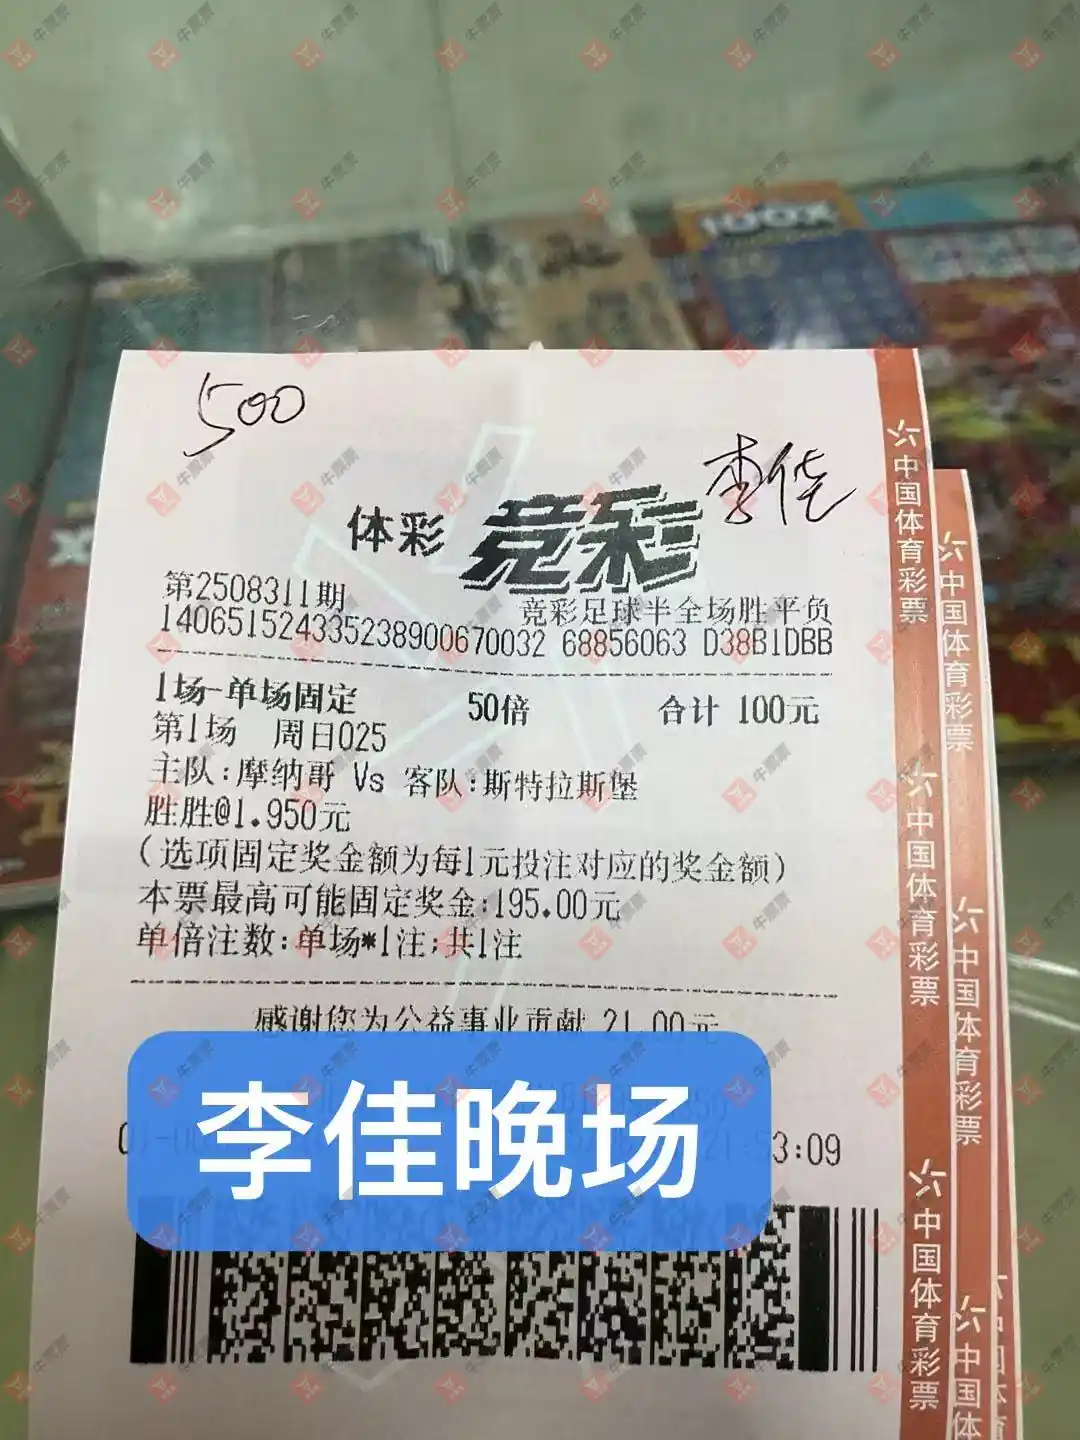 100X
500
李佳
体彩 竞彩
第2508311期
竞彩足球半全场胜平负
140651524335238900670032 68856063 D38B1DBB
1场-单场固定 50倍 合计 100元
第1场 周日025
主队:摩纳哥 Vs 客队:斯特拉斯堡
胜胜@1.950元
(选项固定奖金额为每1元投注对应的奖金额)
本票最高可能固定奖金:195.00元
单倍注数:单场*1注;共1注
感谢您为公益事业贡献 21.00元
李佳晚场
53:09
中国体育彩票
中国体育彩票
中国体育彩票
中国体育彩票
中国体育彩票
牛票票